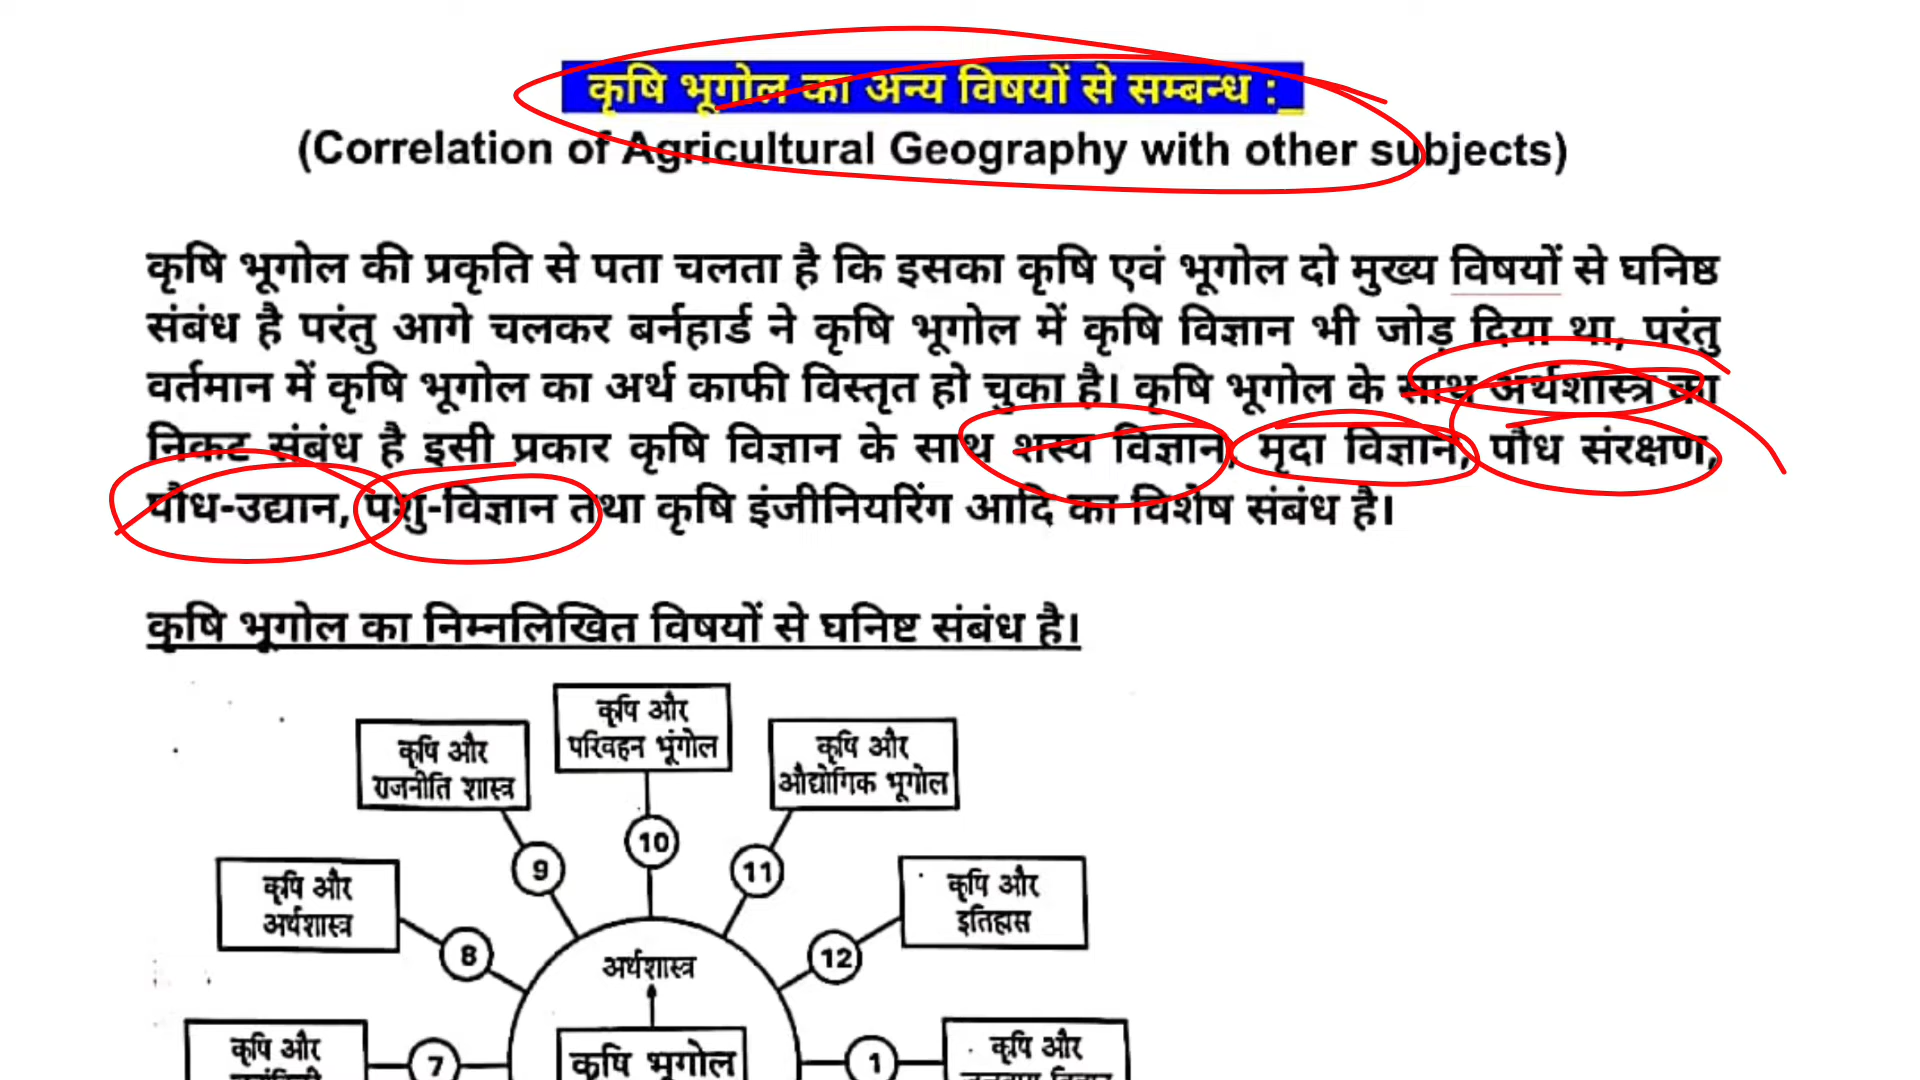 कृषि भूगोल का अन्य विषयों से सम्बन्ध :_
(Correlation of Agricultural Geography with other subjects)
कृषि भूगोल की प्रकृति से पता चलता है कि इसका कृषि एवं भूगोल दो मुख्य विषयों से घनिष्ठ
संबंध है परंतु आगे चलकर बर्नहार्ड ने कृषि भूगोल में कृषि विज्ञान भी जोड़ दिया था, परंतु
वर्तमान में कृषि भूगोल का अर्थ काफी विस्तृत हो चुका है। कृषि भूगोल के साथ अर्थशास्त्र का
निकट संबंध है इसी प्रकार कृषि विज्ञान के साथ शस्य विज्ञान, मृदा विज्ञान, पौध संरक्षण,
पौध-उद्यान, पशु-विज्ञान तथा कृषि इंजीनियरिंग आदि का विशेष संबंध है।
कृषि भूगोल का निम्नलिखित विषयों से घनिष्ट संबंध है।
कृषि और
परिवहन भूंगोल
कृषि और
राजनीति शास्त्र
कृषि और
औद्योगिक भूगोल
10
9
11
कृषि और
अर्थशास्त्र
कृषि और
इतिहास
8
12
अर्थशास्त्र
कृषि और
7
कृषि भूगोल
1
कृषि और